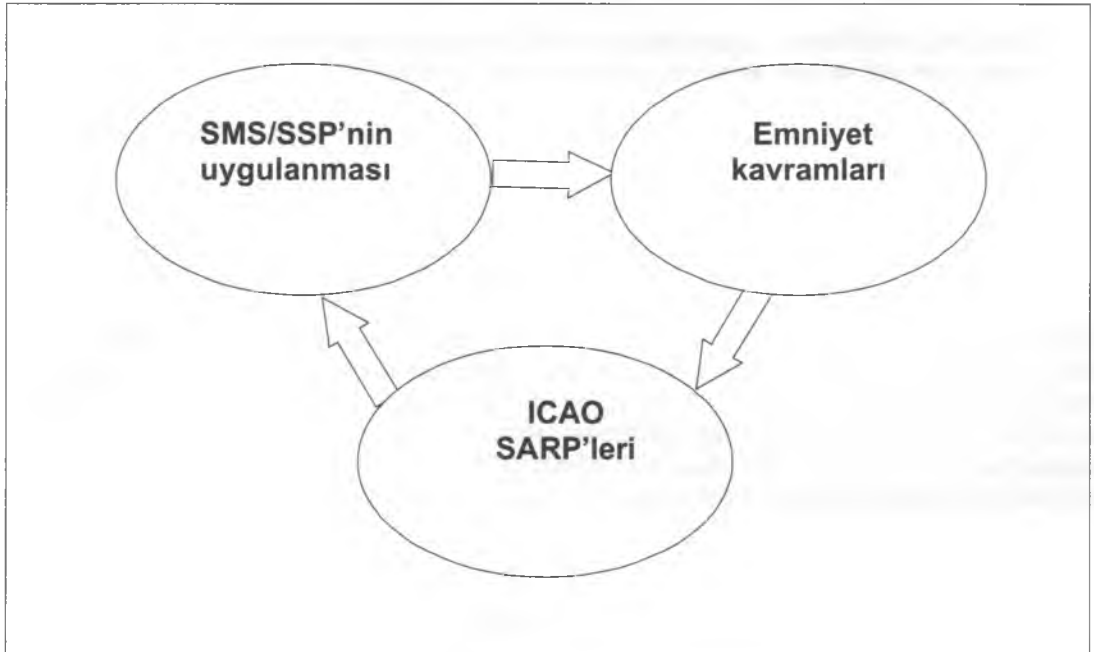 SMS/SSP’nin
uygulanması
Emniyet
kavramları
ICAO
SARP’leri